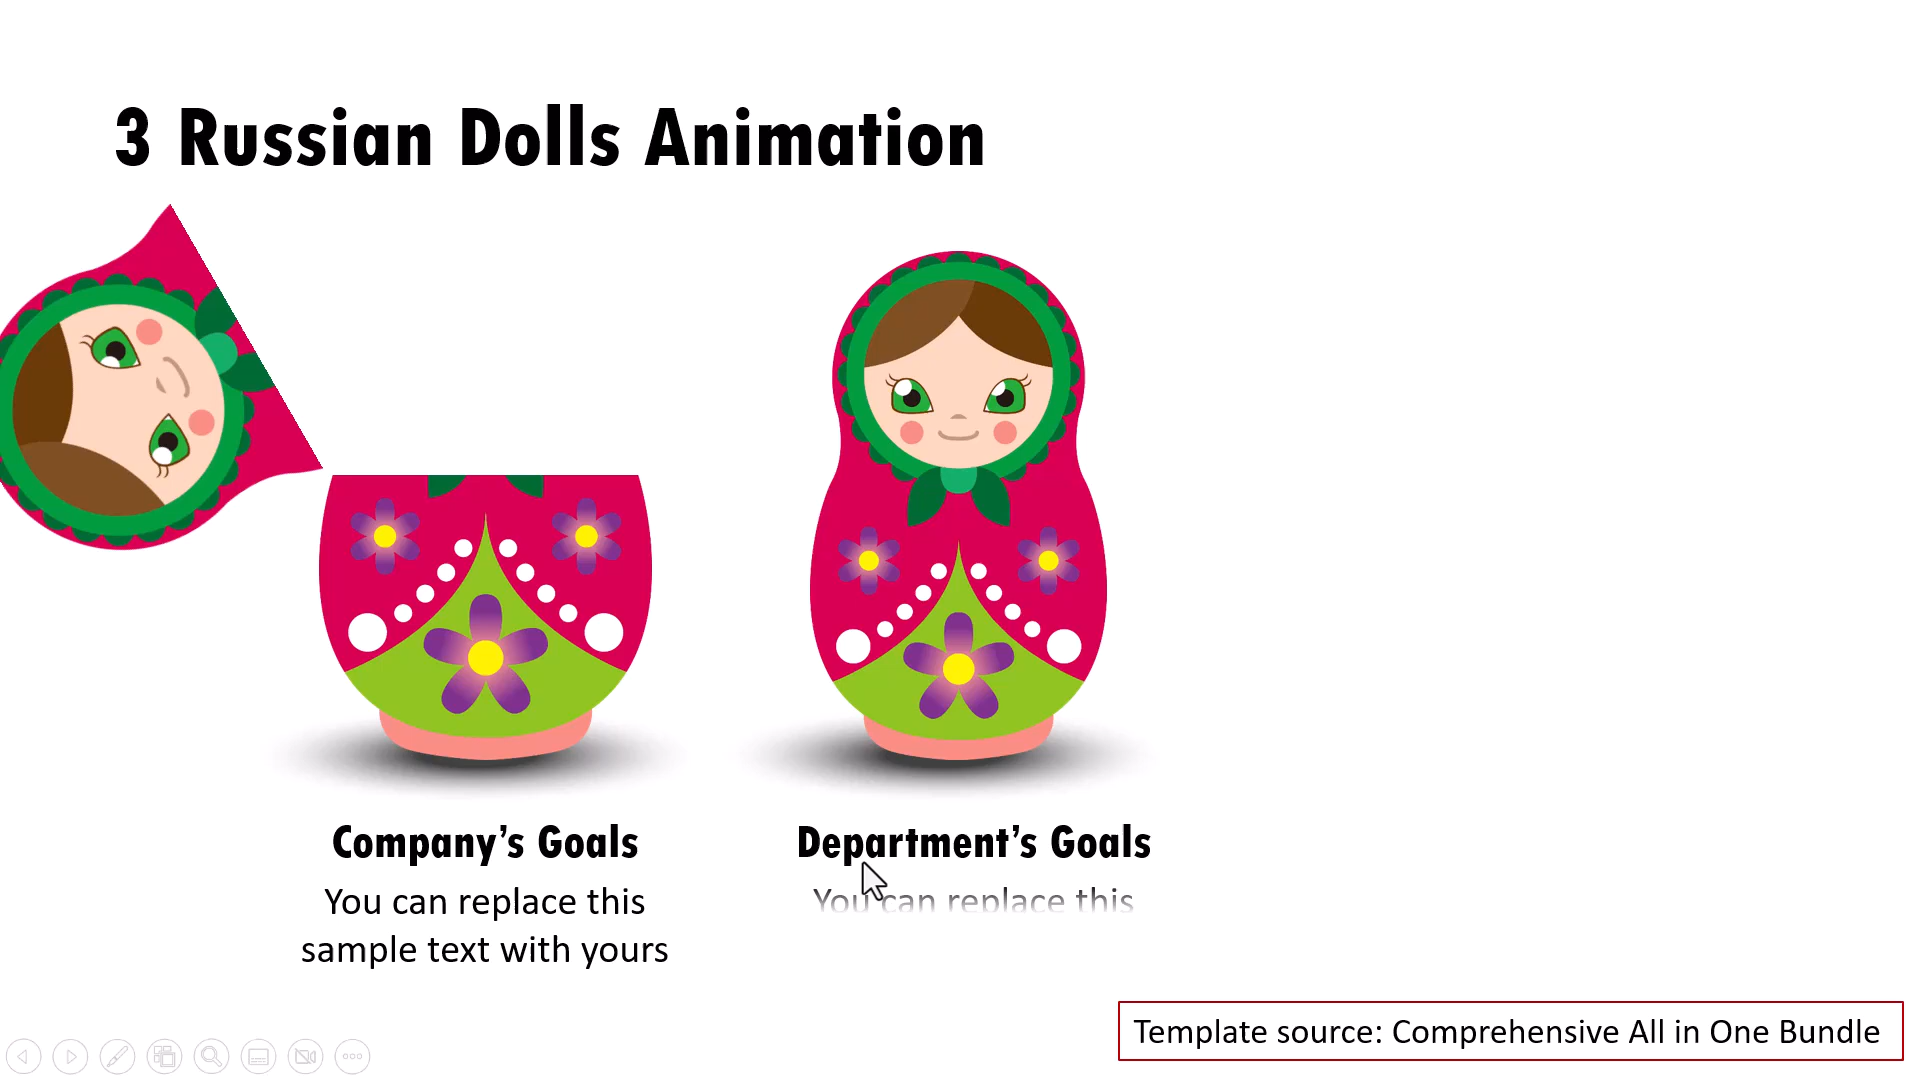 3 Russian Dolls Animation
Company’s Goals
You can replace this
sample text with yours
Department’s Goals
You can replace this
Template source: Comprehensive All in One Bundle